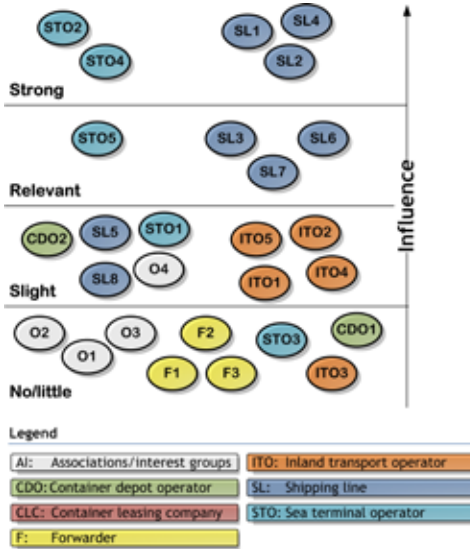 STO2 SL1 SL4
STO4 SL2
Strong
STO5 SL3 SL6
SL7
Relevant
Influence
CDO2 SL5 STO1 ITO5 ITO2
SL8 O4 ITO1 ITO4
Slight
O2 O3 F2 STO3 CDO1
O1 F1 F3 ITO3
No/little
Legend
AI: Associations/interest groups
ITO: Inland transport operator
CDO: Container depot operator
SL: Shipping line
CLC: Container leasing company
STO: Sea terminal operator
F: Forwarder